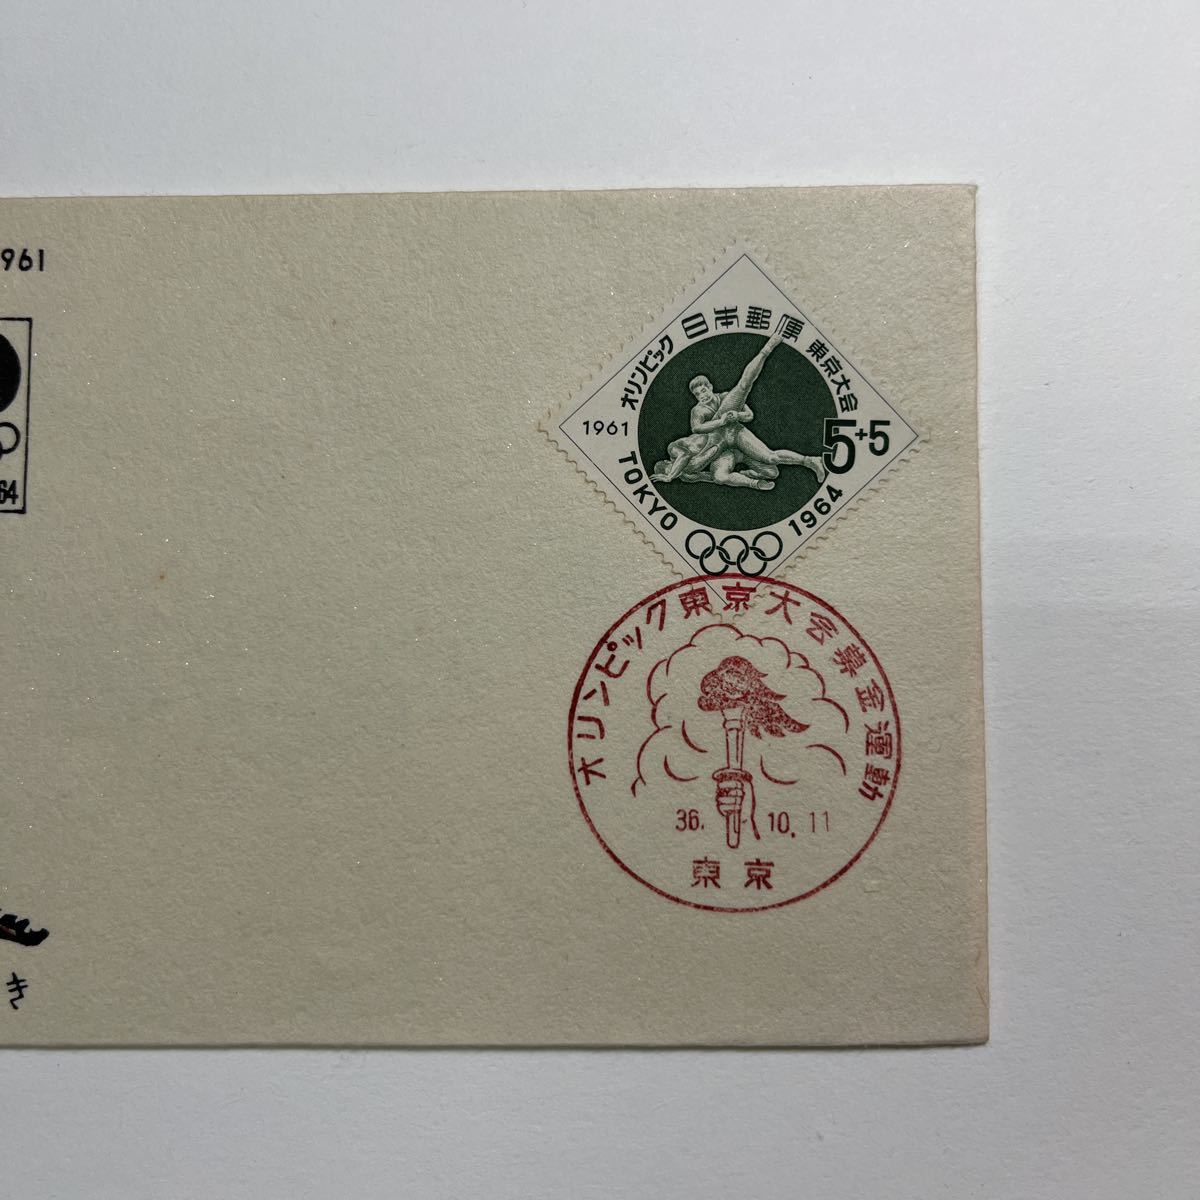 961
64
き
日本郵便
オリンピック
東京大会
1961
5+5
TOKYO
1964
オリンピック東京大会募金運動
36. 10. 11
東京